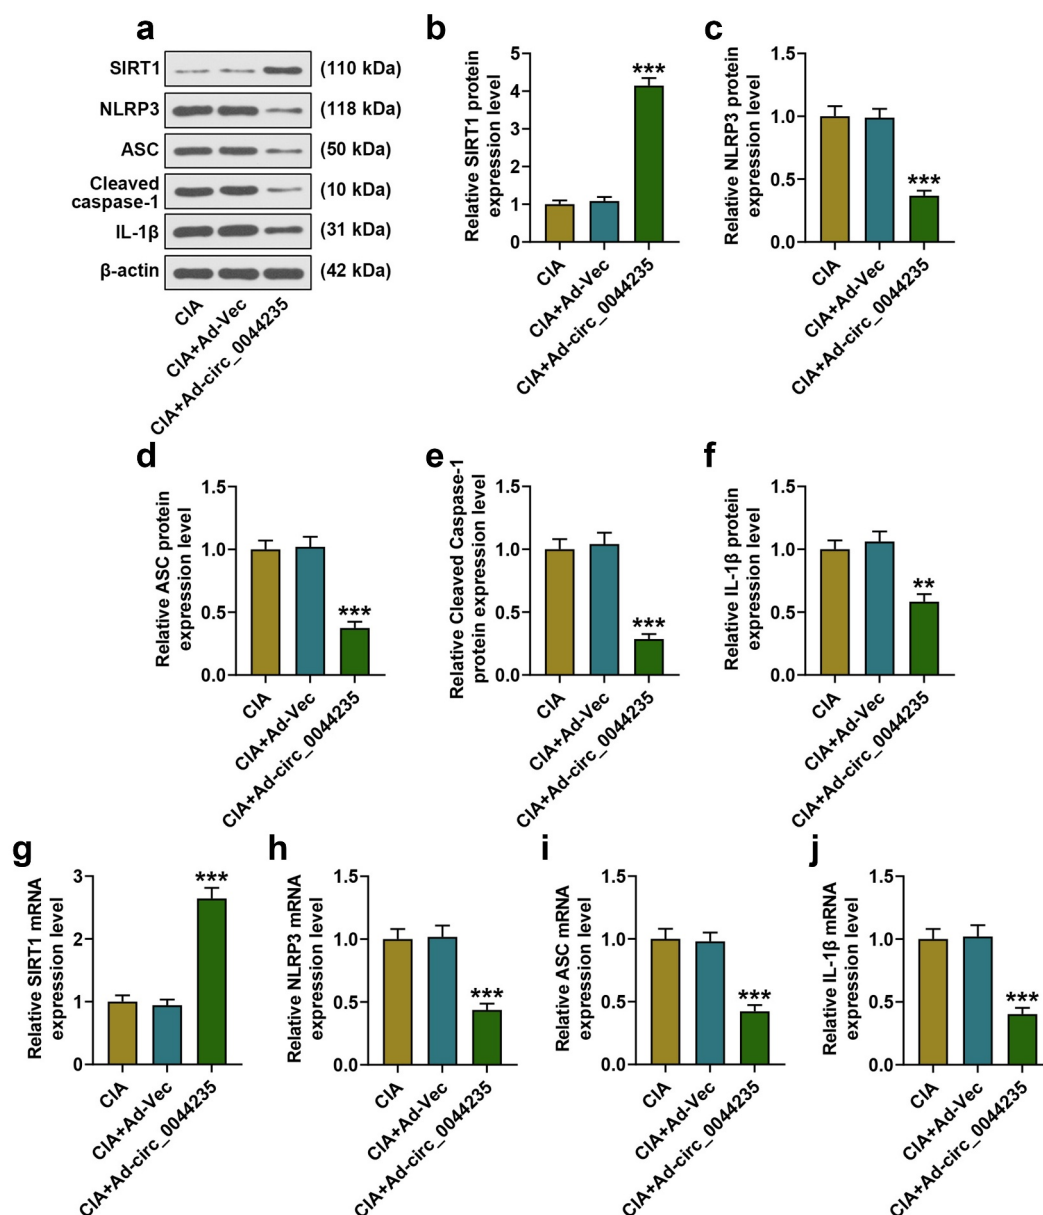 a
SIRT1 (110 kDa)
NLRP3 (118 kDa)
ASC (50 kDa)
Cleaved
caspase-1 (10 kDa)
IL-1β (31 kDa)
β-actin (42 kDa)
CIA
CIA+Ad-Vec
CIA+Ad-circ_0044235
b
Relative SIRT1 protein
expression level
5
4
3
2
1
0
***
CIA
CIA+Ad-Vec
CIA+Ad-circ_0044235
c
Relative NLRP3 protein
expression level
1.5
1.0
0.5
0.0
***
CIA
CIA+Ad-Vec
CIA+Ad-circ_0044235
d
Relative ASC protein
expression level
1.5
1.0
0.5
0.0
***
CIA
CIA+Ad-Vec
CIA+Ad-circ_0044235
e
Relative Cleaved Caspase-1
protein expression level
1.5
1.0
0.5
0.0
***
CIA
CIA+Ad-Vec
CIA+Ad-circ_0044235
f
Relative IL-1β protein
expression level
1.5
1.0
0.5
0.0
**
CIA
CIA+Ad-Vec
CIA+Ad-circ_0044235
g
Relative SIRT1 mRNA
expression level
3
2
1
0
***
CIA
CIA+Ad-Vec
CIA+Ad-circ_0044235
h
Relative NLRP3 mRNA
expression level
1.5
1.0
0.5
0.0
***
CIA
CIA+Ad-Vec
CIA+Ad-circ_0044235
i
Relative ASC mRNA
expression level
1.5
1.0
0.5
0.0
***
CIA
CIA+Ad-Vec
CIA+Ad-circ_0044235
j
Relative IL-1β mRNA
expression level
1.5
1.0
0.5
0.0
***
CIA
CIA+Ad-Vec
CIA+Ad-circ_0044235